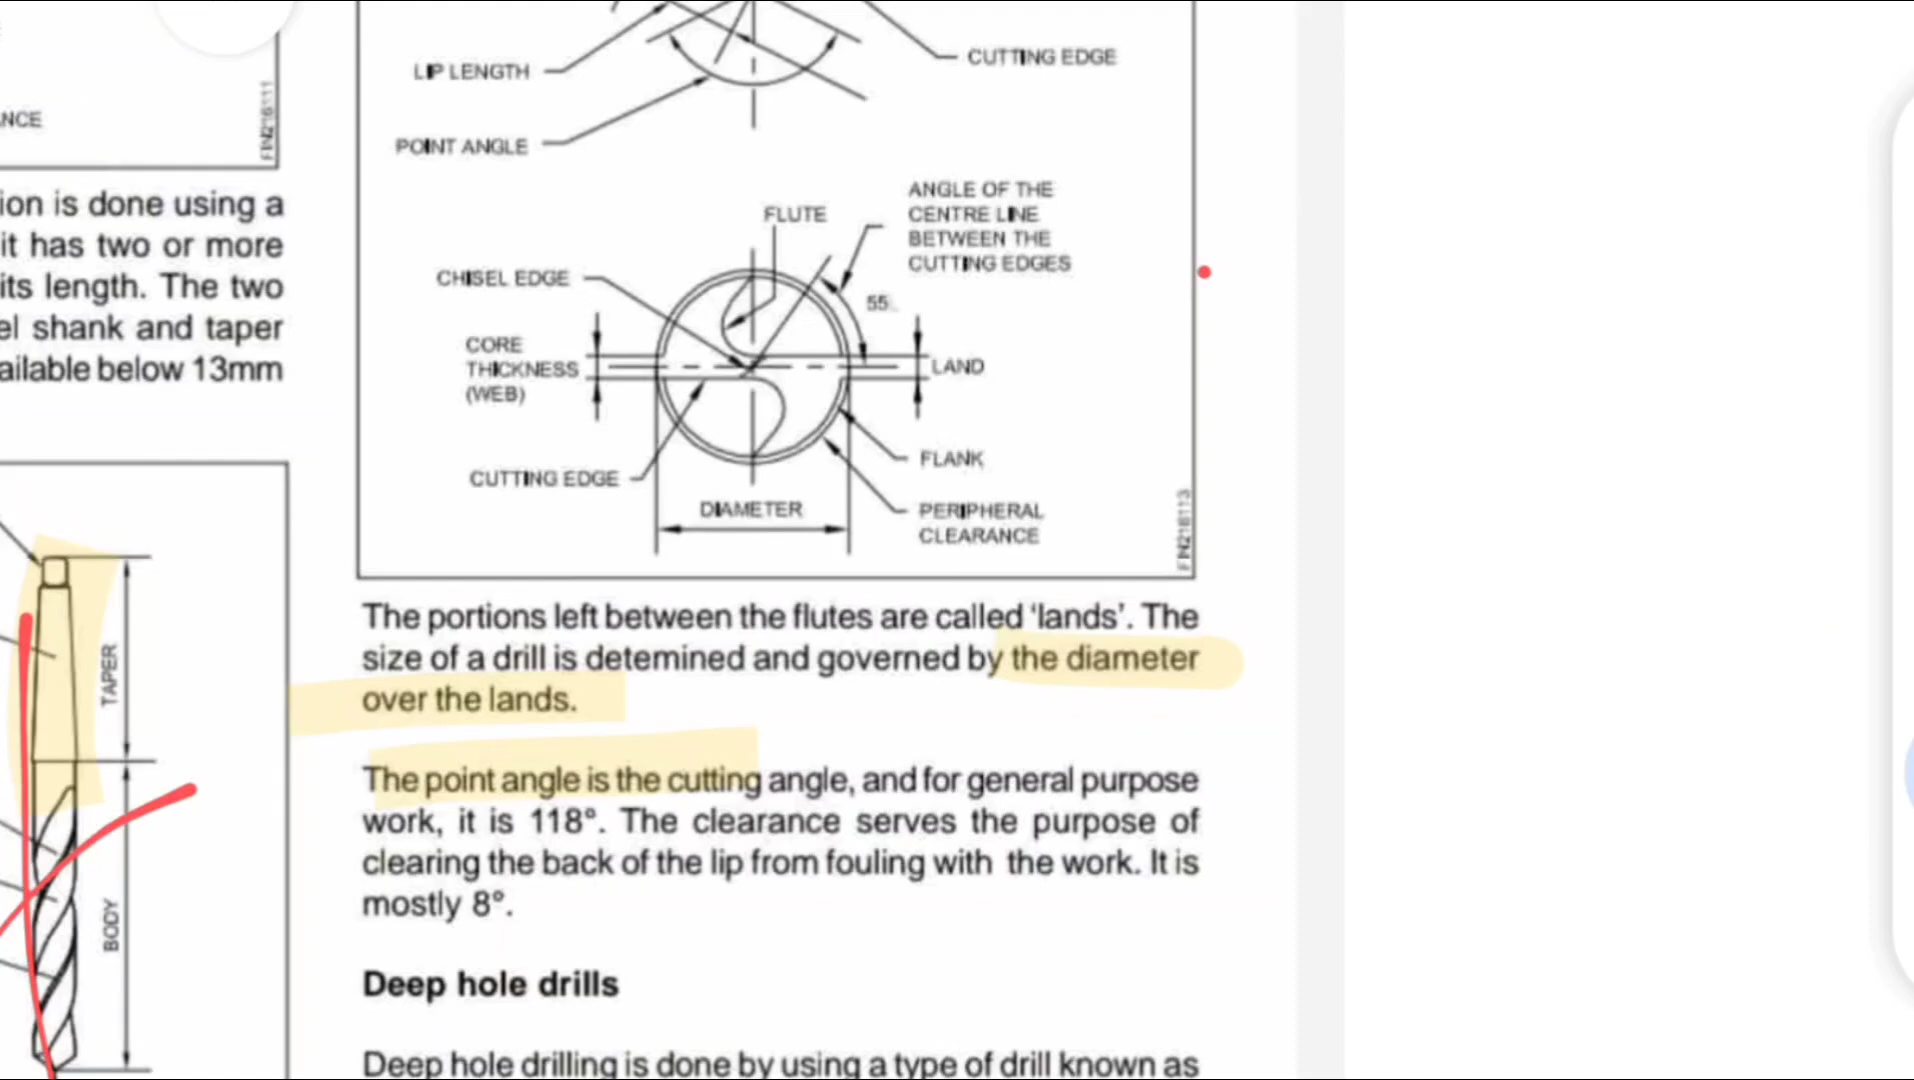 ANCE
FIN216111
ion is done using a
it has two or more
its length. The two
el shank and taper
ailable below 13mm
TAPER
BODY
LIP LENGTH
CUTTING EDGE
POINT ANGLE
FLUTE
ANGLE OF THE
CENTRE LINE
BETWEEN THE
CUTTING EDGES
CHISEL EDGE
55
CORE
THICKNESS
(WEB)
LAND
CUTTING EDGE
FLANK
DIAMETER
PERIPHERAL
CLEARANCE
FIN216113
The portions left between the flutes are called ‘lands’. The
size of a drill is detemined and governed by the diameter
over the lands.
The point angle is the cutting angle, and for general purpose
work, it is 118°. The clearance serves the purpose of
clearing the back of the lip from fouling with the work. It is
mostly 8°.
Deep hole drills
Deep hole drilling is done by using a type of drill known as